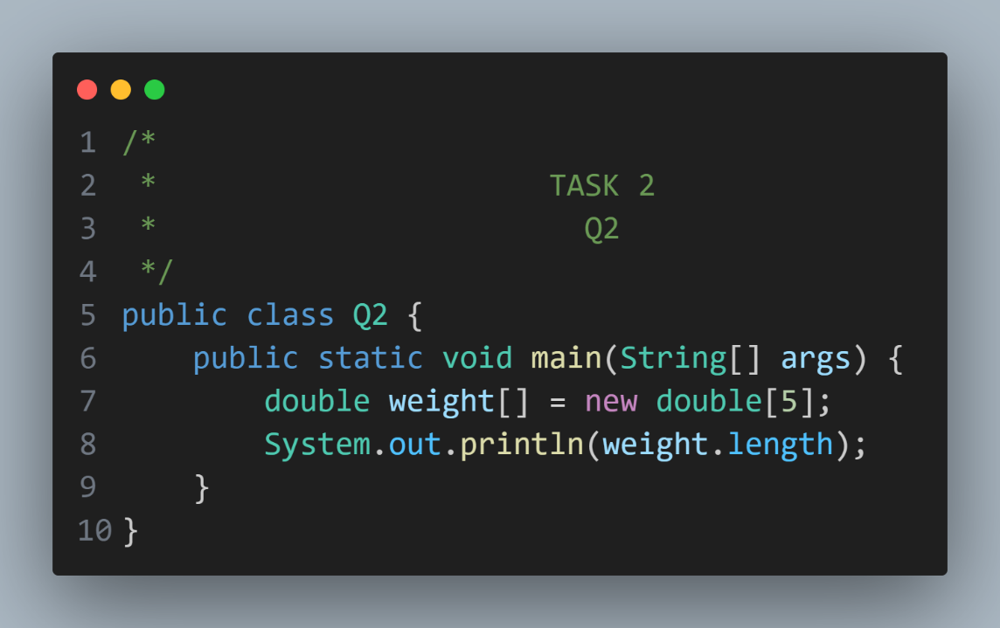 1 /*
2  *                      TASK 2
3  *                        Q2
4  */
5 public class Q2 {
6     public static void main(String[] args) {
7         double weight[] = new double[5];
8         System.out.println(weight.length);
9     }
10 }